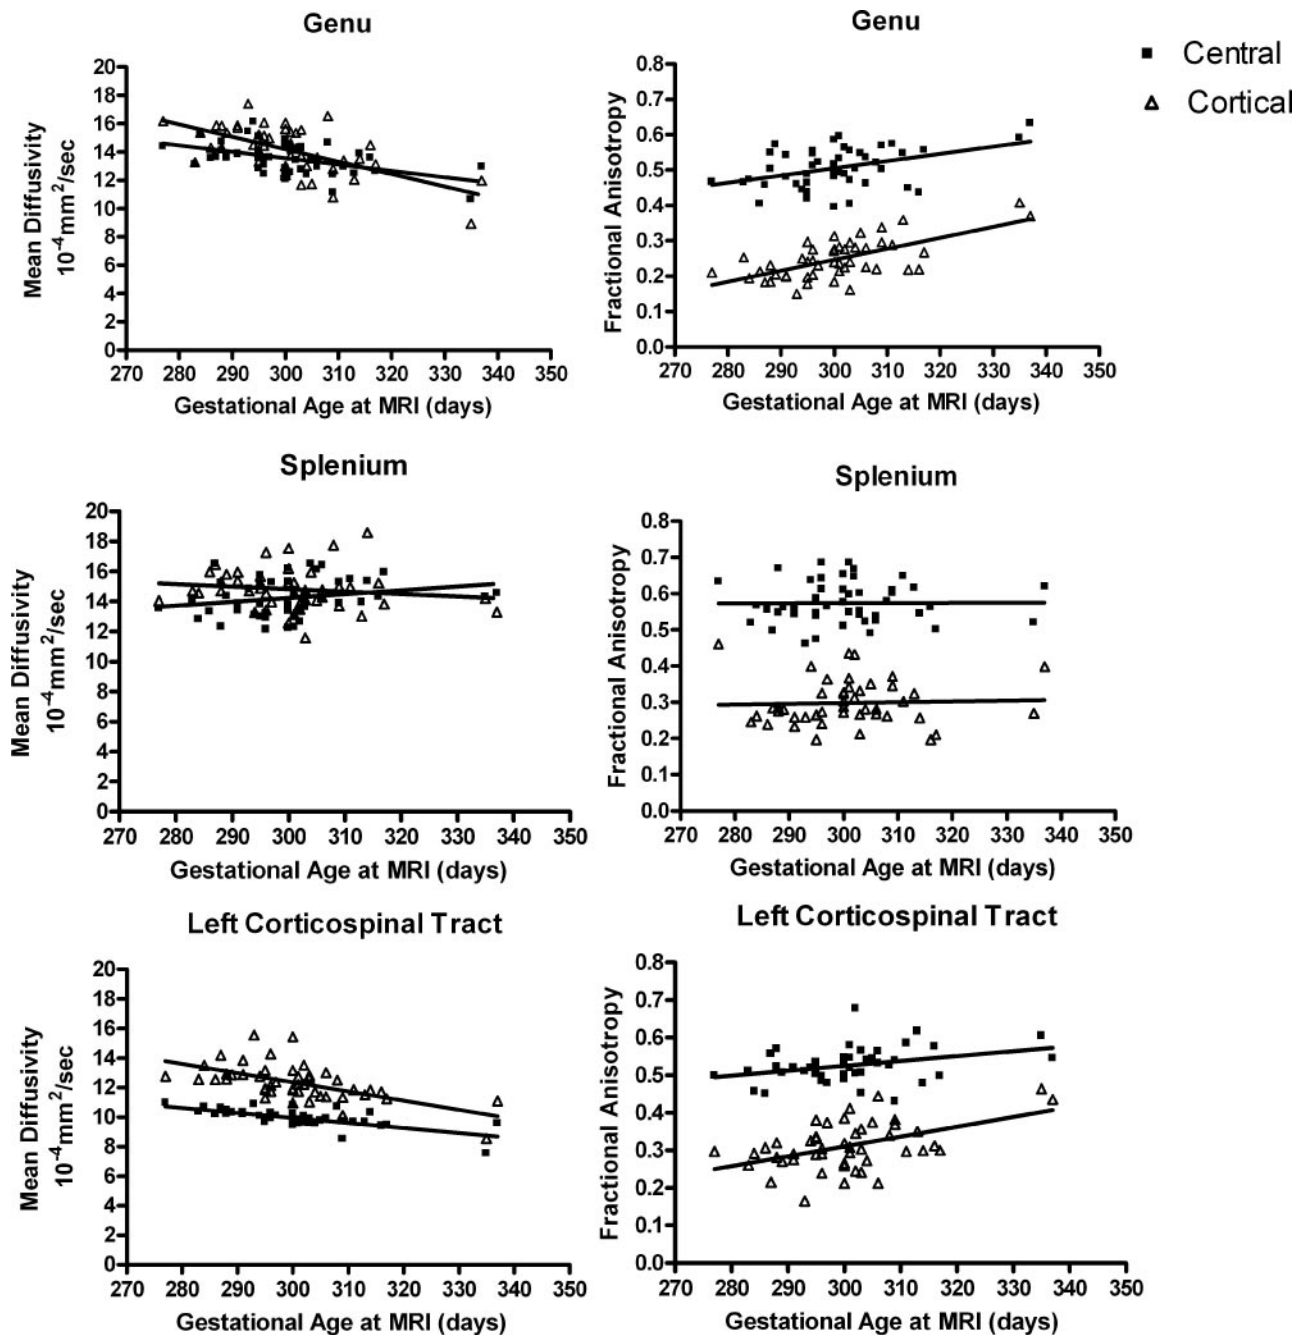 Genu
Mean Diffusivity
10⁻⁴mm²/sec
20
18
16
14
12
10
8
6
4
2
0
270 280 290 300 310 320 330 340 350
Gestational Age at MRI (days)
Genu
Fractional Anisotropy
0.8
0.7
0.6
0.5
0.4
0.3
0.2
0.1
0.0
270 280 290 300 310 320 330 340 350
Gestational Age at MRI (days)
Central
Cortical
Splenium
Mean Diffusivity
10⁻⁴mm²/sec
20
18
16
14
12
10
8
6
4
2
0
270 280 290 300 310 320 330 340 350
Gestational Age at MRI (days)
Splenium
Fractional Anisotropy
0.8
0.7
0.6
0.5
0.4
0.3
0.2
0.1
0.0
270 280 290 300 310 320 330 340 350
Gestational Age at MRI (days)
Left Corticospinal Tract
Mean Diffusivity
10⁻⁴mm²/sec
20
18
16
14
12
10
8
6
4
2
0
270 280 290 300 310 320 330 340 350
Gestational Age at MRI (days)
Left Corticospinal Tract
Fractional Anisotropy
0.8
0.7
0.6
0.5
0.4
0.3
0.2
0.1
0.0
270 280 290 300 310 320 330 340 350
Gestational Age at MRI (days)